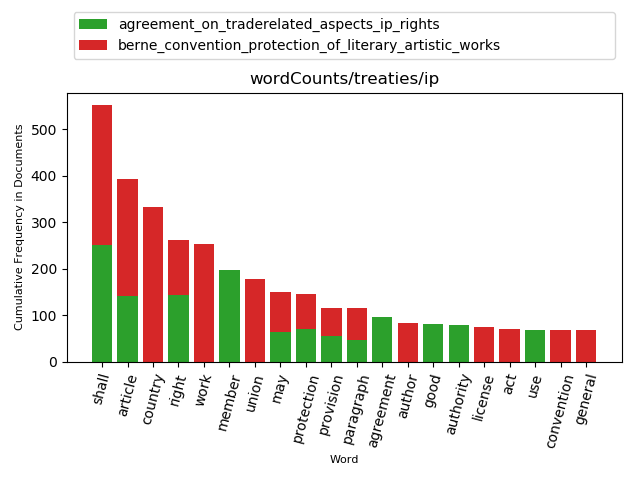 agreement_on_traderelated_aspects_ip_rights
berne_convention_protection_of_literary_artistic_works
wordCounts/treaties/ip
Cumulative Frequency in Documents
500
400
300
200
100
0
shall
article
country
right
work
member
union
may
protection
provision
paragraph
agreement
author
good
authority
license
act
use
convention
general
Word